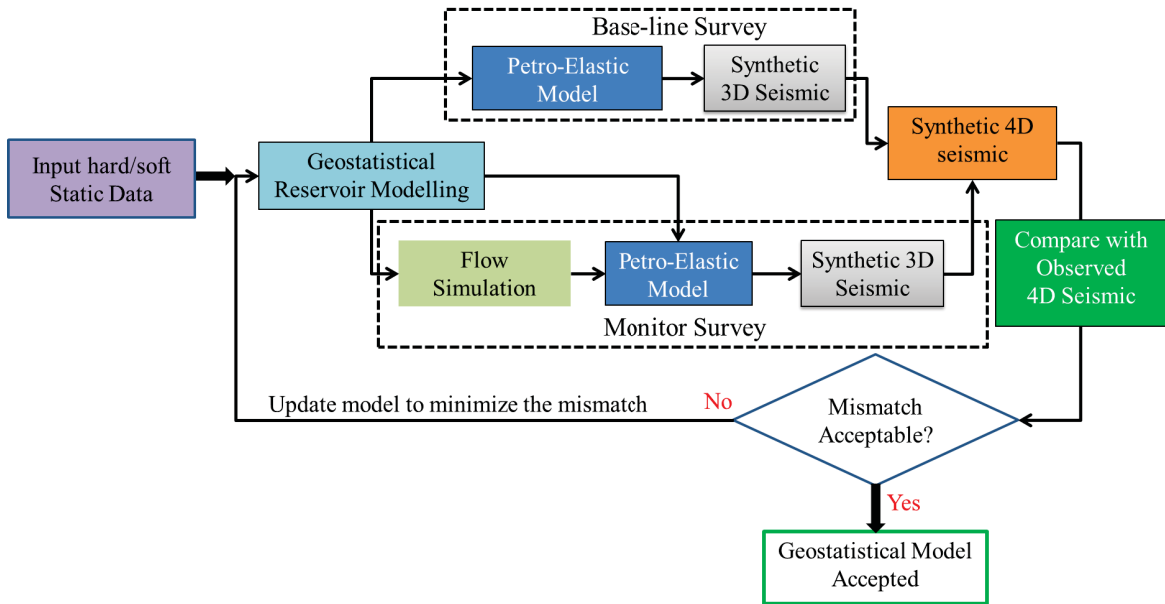 Base-line Survey
Petro-Elastic
Model
Synthetic
3D Seismic
Synthetic 4D
seismic
Input hard/soft
Static Data
Geostatistical
Reservoir Modelling
Flow
Simulation
Petro-Elastic
Model
Synthetic 3D
Seismic
Monitor Survey
Compare with
Observed
4D Seismic
Update model to minimize the mismatch
No
Mismatch
Acceptable?
Yes
Geostatistical Model
Accepted